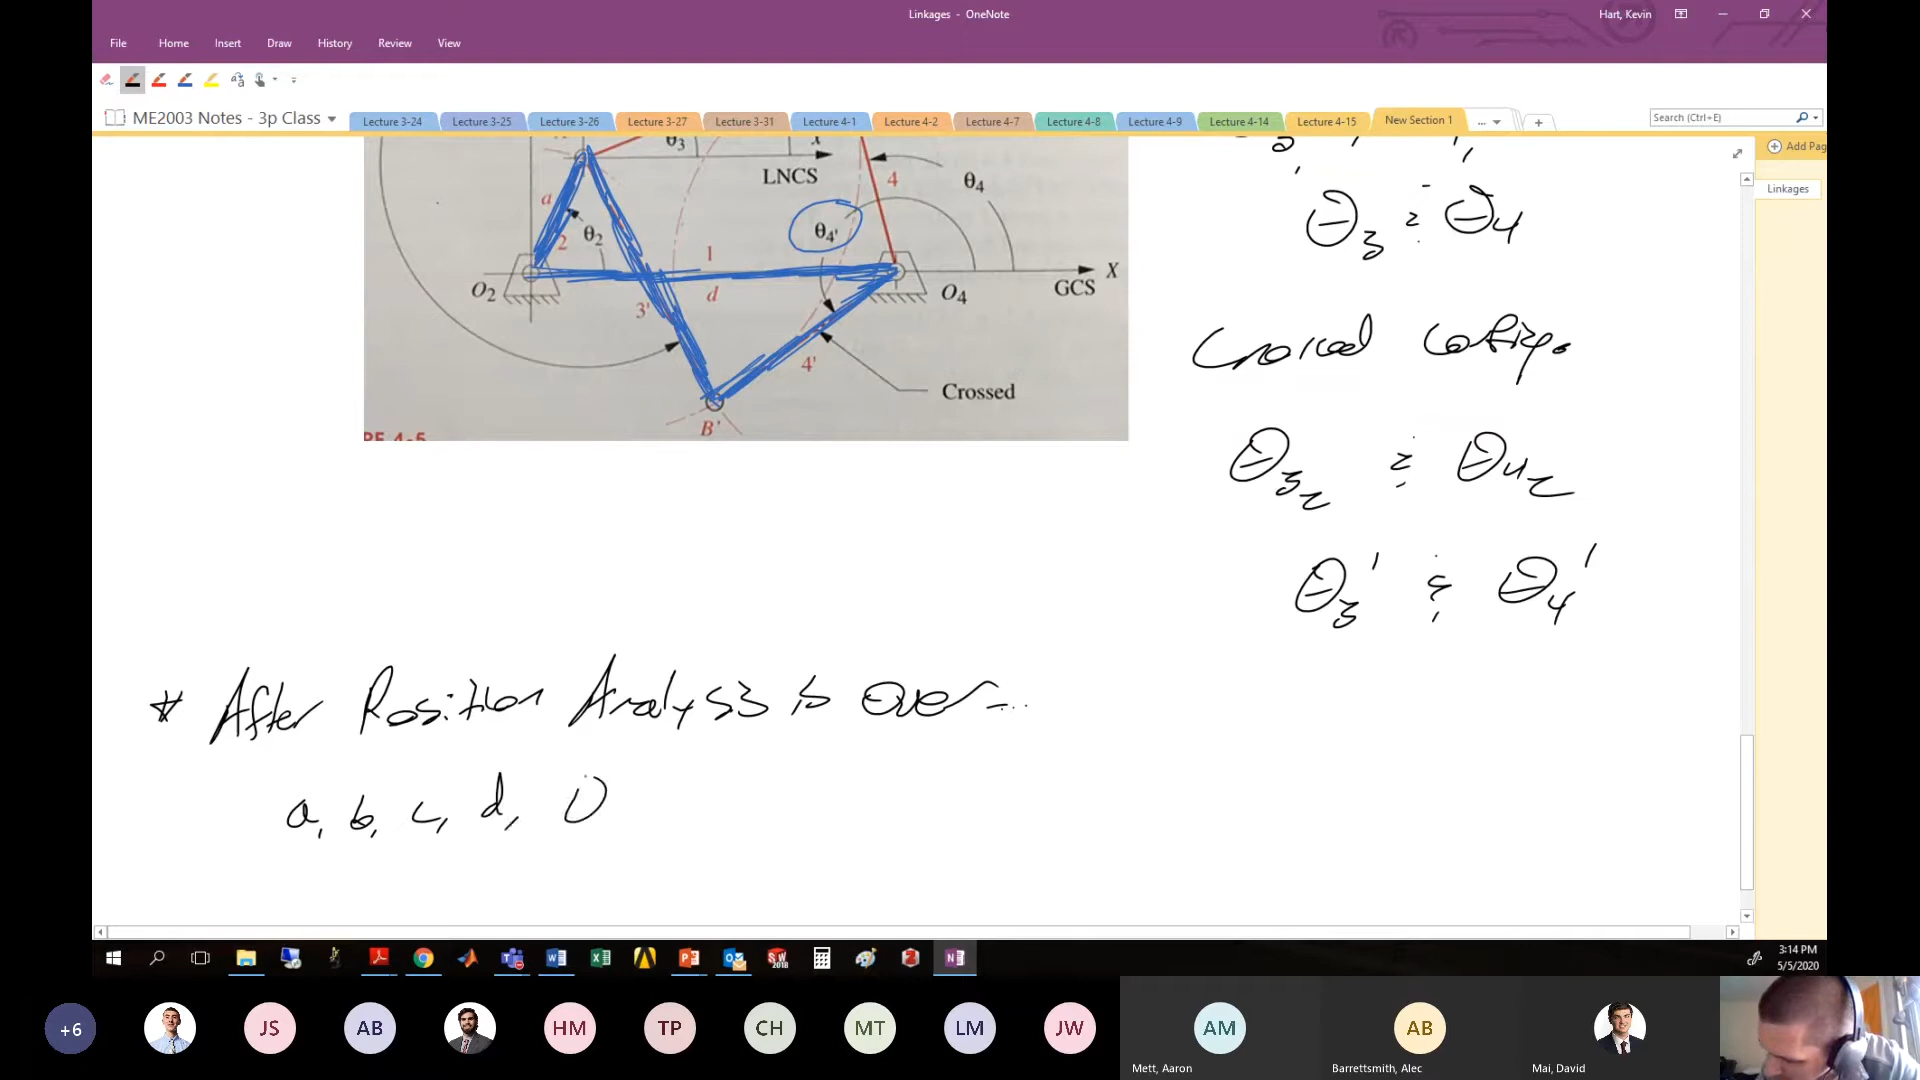 Linkages - OneNote
Hart, Kevin
File Home Insert Draw History Review View
ME2003 Notes - 3p Class
Lecture 3-24 Lecture 3-25 Lecture 3-26 Lecture 3-27 Lecture 3-31 Lecture 4-1 Lecture 4-2 Lecture 4-7 Lecture 4-8 Lecture 4-9 Lecture 4-14 Lecture 4-15 New Section 1 ...
Search (Ctrl+E)
Add Pag
Linkages
θ3 x
LNCS
4
θ4
a
2
θ2
θ4'
1
d
O2
O4
X
GCS
3'
4'
Crossed
B'
θ3 & θ4
Crossed Config.
θ32 & θ42
θ3' & θ4'
* After Position Analysis is over...
a, b, c, d,
3:14 PM
5/5/2020
SW
2018
+6
JS
AB
HM
TP
CH
MT
LM
JW
AM
AB
Mett, Aaron
Barrettsmith, Alec
Mai, David